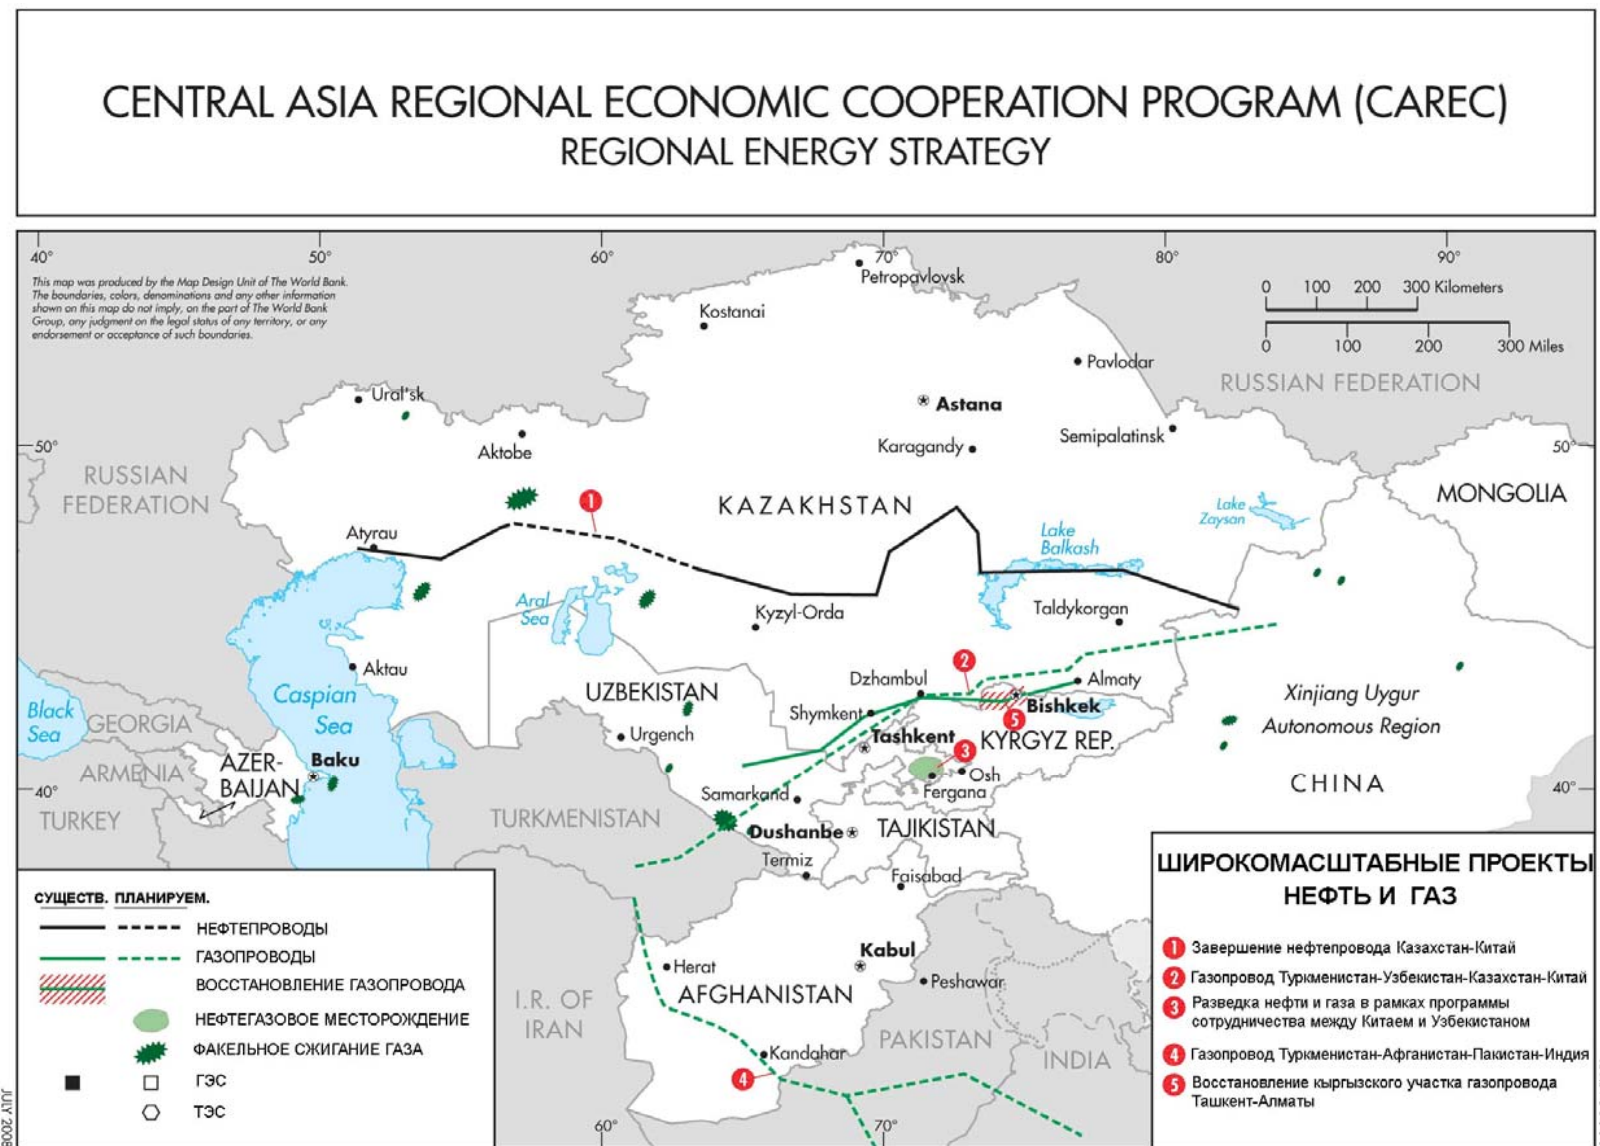 CENTRAL ASIA REGIONAL ECONOMIC COOPERATION PROGRAM (CAREC)
REGIONAL ENERGY STRATEGY
40°
50°
60°
70°
80°
90°
This map was produced by the Map Design Unit of The World Bank.
The boundaries, colors, denominations and any other information
shown on this map do not imply, on the part of The World Bank
Group, any judgment on the legal status of any territory, or any
endorsement or acceptance of such boundaries.
0 100 200 300 Kilometers
0 100 200 300 Miles
Petropavlovsk
Kostanai
Pavlodar
RUSSIAN FEDERATION
Ural'sk
Astana
Aktobe
Karagandy
Semipalatinsk
50°
50°
RUSSIAN
FEDERATION
1
KAZAKHSTAN
MONGOLIA
Lake
Zaysan
Atyrau
Lake
Balkash
Aral
Sea
Kyzyl-Orda
Taldykorgan
Aktau
2
Dzhambul
Almaty
Caspian
Sea
UZBEKISTAN
Xinjiang Uygur
Autonomous Region
Black
Sea
GEORGIA
Shymkent
Bishkek
5
Urgench
Tashkent
3
KYRGYZ REP.
ARMENIA
AZER-
BAIJAN
Baku
Osh
Fergana
CHINA
40°
40°
TURKEY
Samarkand
TURKMENISTAN
Dushanbe
TAJIKISTAN
Termiz
Faisabad
Kabul
Herat
Peshawar
AFGHANISTAN
I.R. OF
IRAN
PAKISTAN
Kandahar
INDIA
4
60°
70°
СУЩЕСТВ. ПЛАНИРУЕМ.
НЕФТЕПРОВОДЫ
ГАЗОПРОВОДЫ
ВОССТАНОВЛЕНИЕ ГАЗОПРОВОДА
НЕФТЕГАЗОВОЕ МЕСТОРОЖДЕНИЕ
ФАКЕЛЬНОЕ СЖИГАНИЕ ГАЗА
ГЭС
ТЭС
ШИРОКОМАСШТАБНЫЕ ПРОЕКТЫ
НЕФТЬ И ГАЗ
1 Завершение нефтепровода Казахстан-Китай
2 Газопровод Туркменистан-Узбекистан-Казахстан-Китай
3 Разведка нефти и газа в рамках программы
сотрудничества между Китаем и Узбекистаном
4 Газопровод Туркменистан-Афганистан-Пакистан-Индия
5 Восстановление кыргызского участка газопровода
Ташкент-Алматы